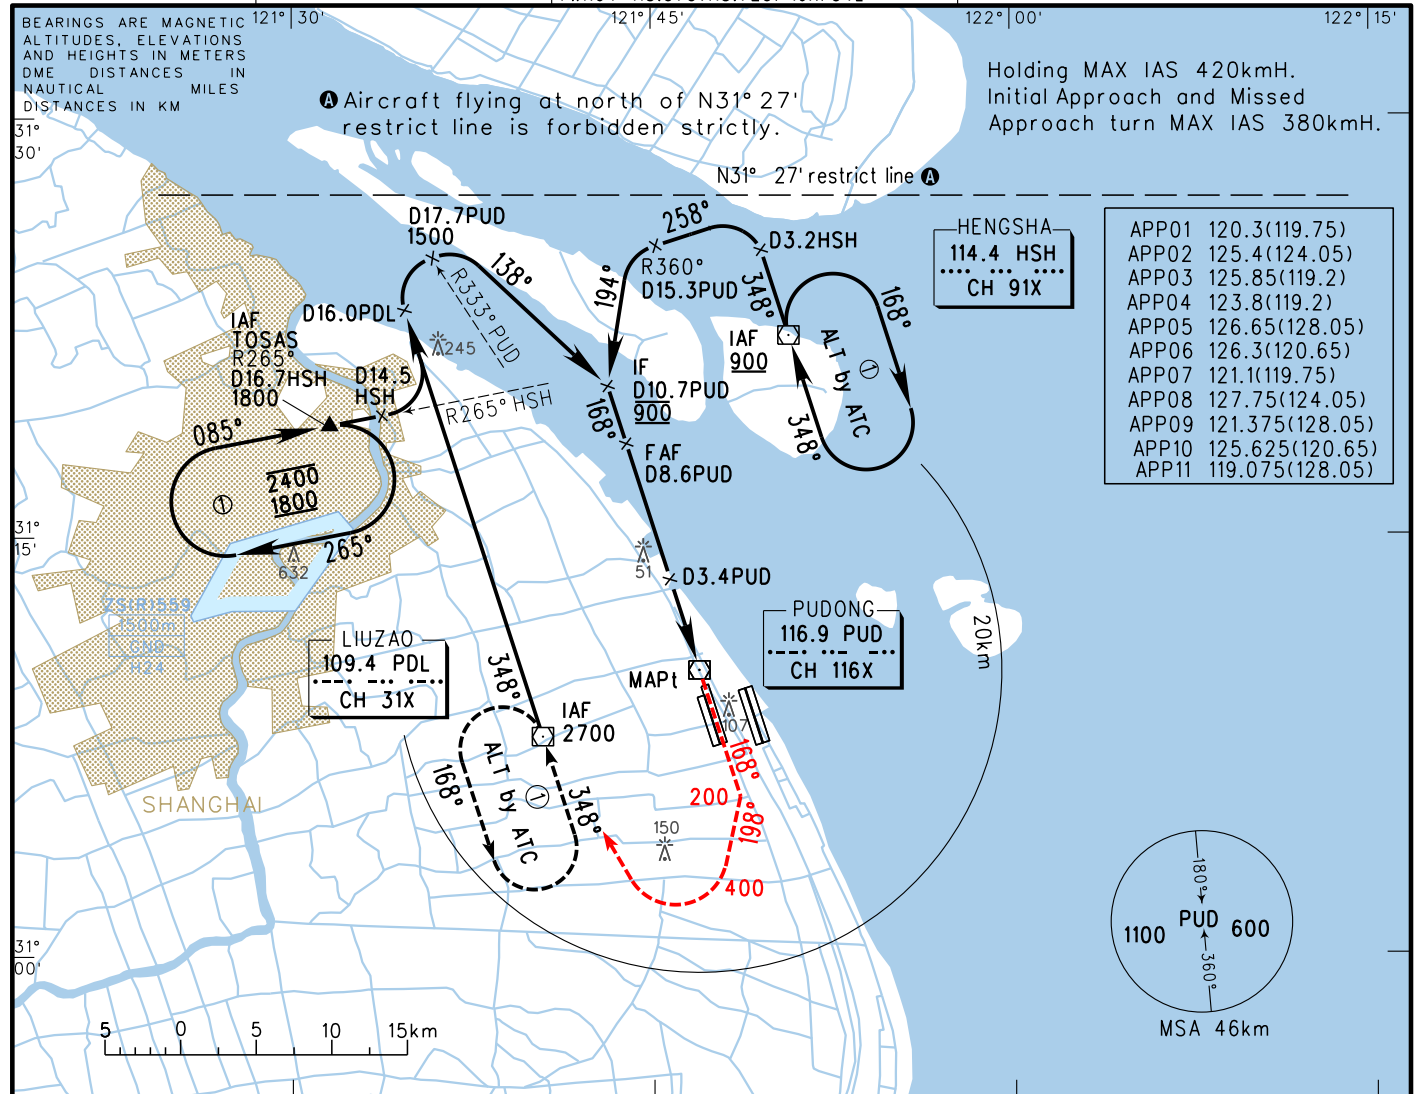 121° 30'
121° 45'
122° 00'
122° 15'
BEARINGS ARE MAGNETIC
ALTITUDES, ELEVATIONS
AND HEIGHTS IN METERS
DME DISTANCES IN
NAUTICAL MILES
DISTANCES IN KM
A Aircraft flying at north of N31° 27'
restrict line is forbidden strictly.
Holding MAX IAS 420kmH.
Initial Approach and Missed
Approach turn MAX IAS 380kmH.
31°
30'
N31° 27' restrict line A
D17.7PUD
1500
258°
D3.2HSH
HENGSHA
114.4 HSH
CH 91X
APP01 120.3(119.75)
APP02 125.4(124.05)
APP03 125.85(119.2)
APP04 123.8(119.2)
APP05 126.65(128.05)
APP06 126.3(120.65)
APP07 121.1(119.75)
APP08 127.75(124.05)
APP09 121.375(128.05)
APP10 125.625(120.65)
APP11 119.075(128.05)
138°
R333° PUD
194°
R360°
D15.3PUD
348°
168°
D16.0PDL
245
IAF
TOSAS
R265°
D16.7HSH
1800
D14.5
HSH
R265° HSH
IAF
900
ALT by ATC
1
348°
IF
D10.7PUD
900
168°
FAF
D8.6PUD
085°
2400
1800
1
265°
31°
15'
632
51
D3.4PUD
ZSIR1559
1500m
GND
H24
LIUZAO
109.4 PDL
CH 31X
PUDONG
116.9 PUD
CH 116X
20km
MAPt
348°
IAF
2700
107
168°
ALT by ATC
1
168°
348°
200
198°
150
400
SHANGHAI
31°
00'
180°
1100
PUD
600
360°
MSA 46km
5 0 5 10 15km